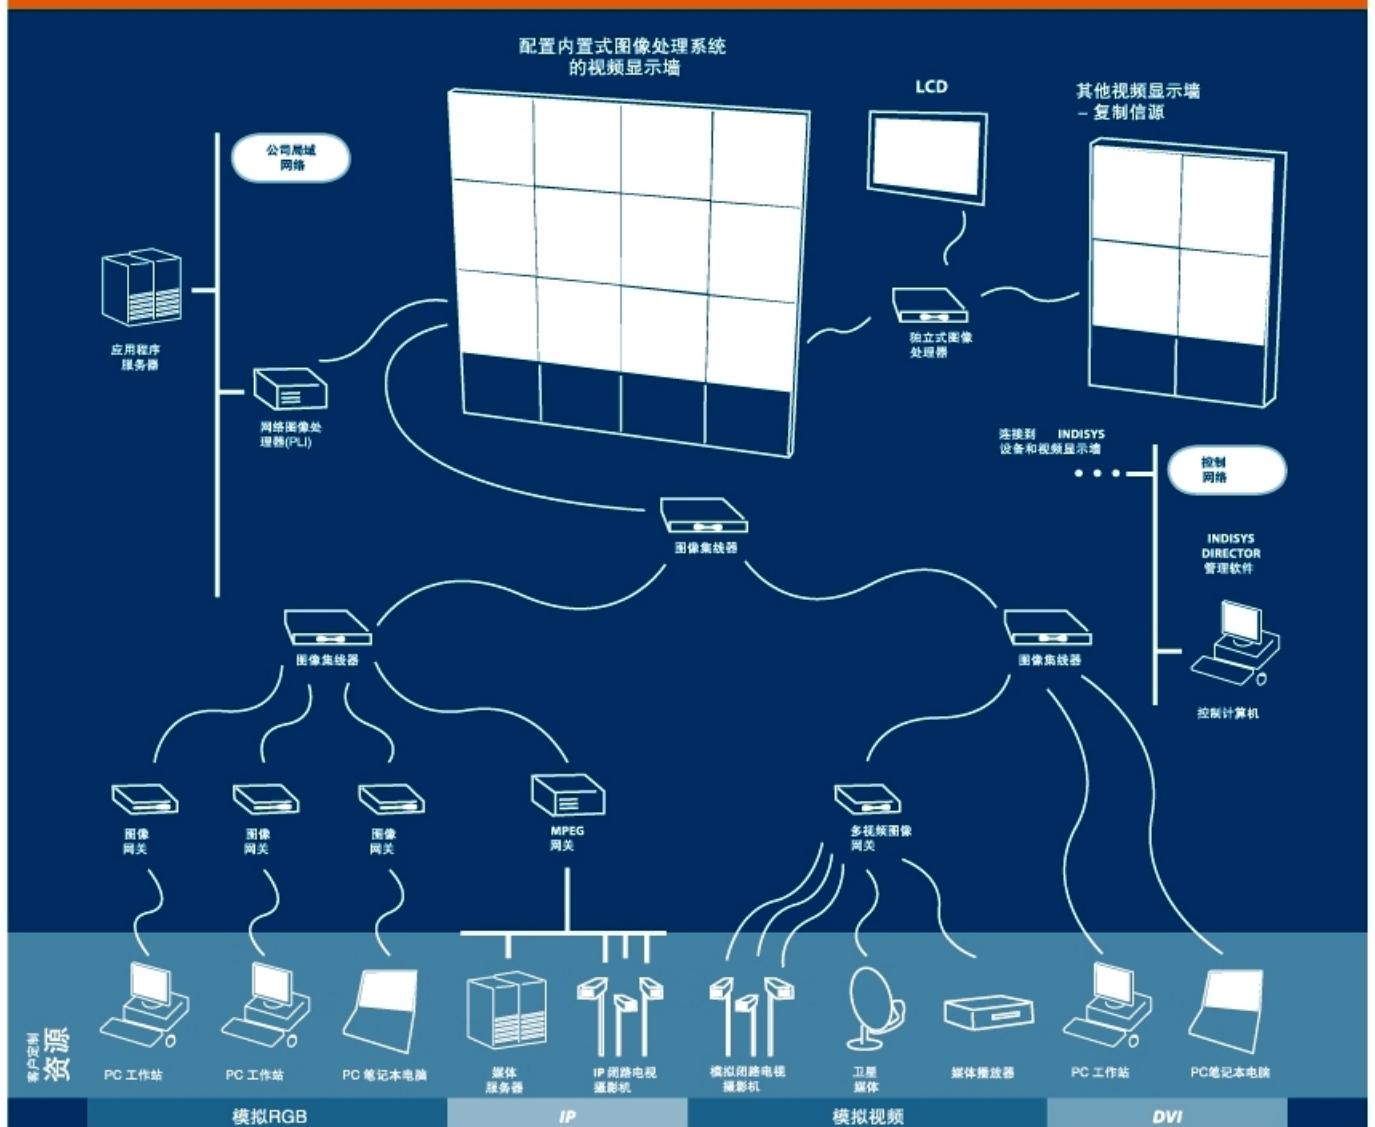 配置内置式图像处理系统
的视频显示墙
LCD
其他视频显示墙
– 复制信源
公司局域
网络
应用程序
服务器
网络图像处
理器(PLI)
独立式图像
处理器
连接到 INDISYS
设备和视频显示墙
控制
网络
INDISYS
DIRECTOR
管理软件
控制计算机
图像集线器
图像集线器
图像集线器
图像
网关
图像
网关
图像
网关
MPEG
网关
多视频图像
网关
客户定制
资源
PC 工作站
PC 工作站
PC 笔记本电脑
媒体
服务器
IP 闭路电视
摄影机
模拟闭路电视
摄影机
卫星
媒体
媒体播放器
PC 工作站
PC笔记本电脑
模拟RGB
IP
模拟视频
DVI